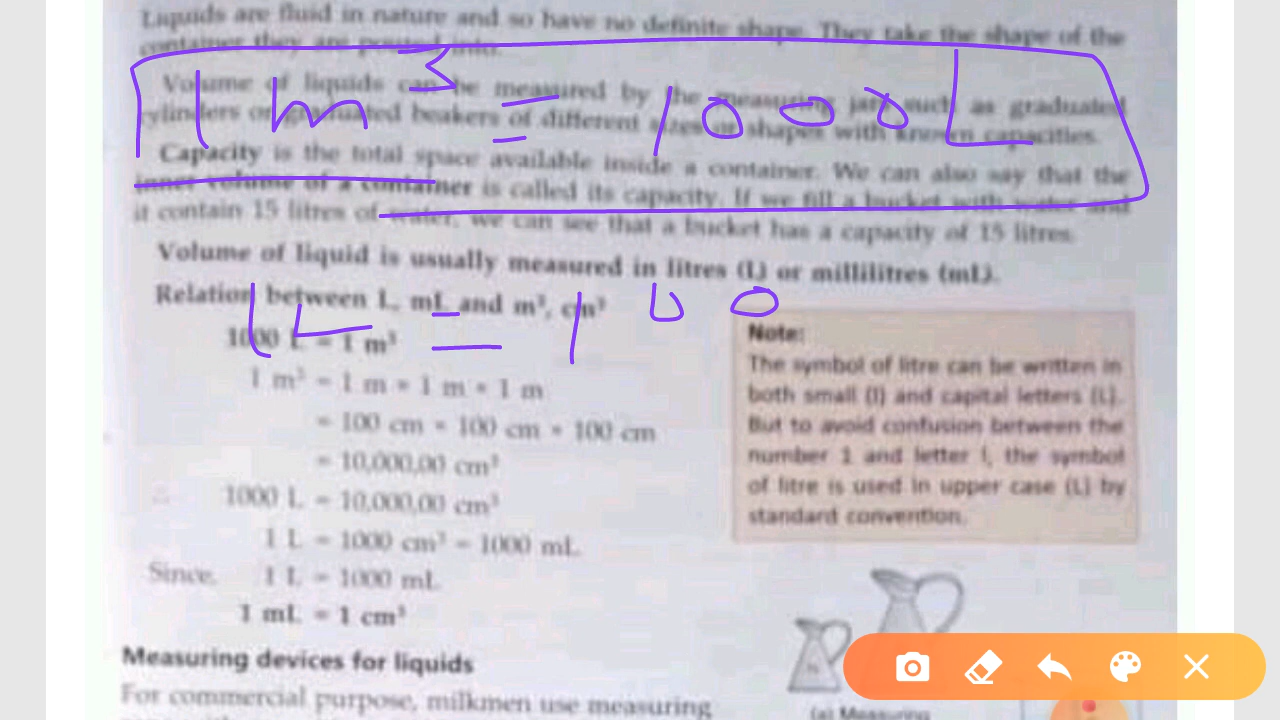 Liquids are fluid in nature and so have no definite shape. They take the shape of the
container they are poured into.
1 m³ = 1000 L
Volume of liquids can be measured by the measuring jars such as graduated
cylinders or graduated beakers of different sizes or shapes with known capacities.
Capacity is the total space available inside a container. We can also say that the
inner volume of a container is called its capacity. If we fill a bucket with water and
it contain 15 litres of water, we can see that a bucket has a capacity of 15 litres.
Volume of liquid is usually measured in litres (L) or millilitres (mL).
Relation between L, mL and m³, cm³
1 L = 100
1000 L = 1 m³
1 m³ = 1 m × 1 m × 1 m
= 100 cm × 100 cm × 100 cm
= 10,000,00 cm³
∴ 1000 L = 10,000,00 cm³
1 L = 1000 cm³ = 1000 mL
Since, 1 L = 1000 mL
1 mL = 1 cm³
Note:
The symbol of litre can be written in
both small (l) and capital letters (L).
But to avoid confusion between the
number 1 and letter l, the symbol
of litre is used in upper case (L) by
standard convention.
Measuring devices for liquids
For commercial purpose, milkmen use measuring
(a) Measuring